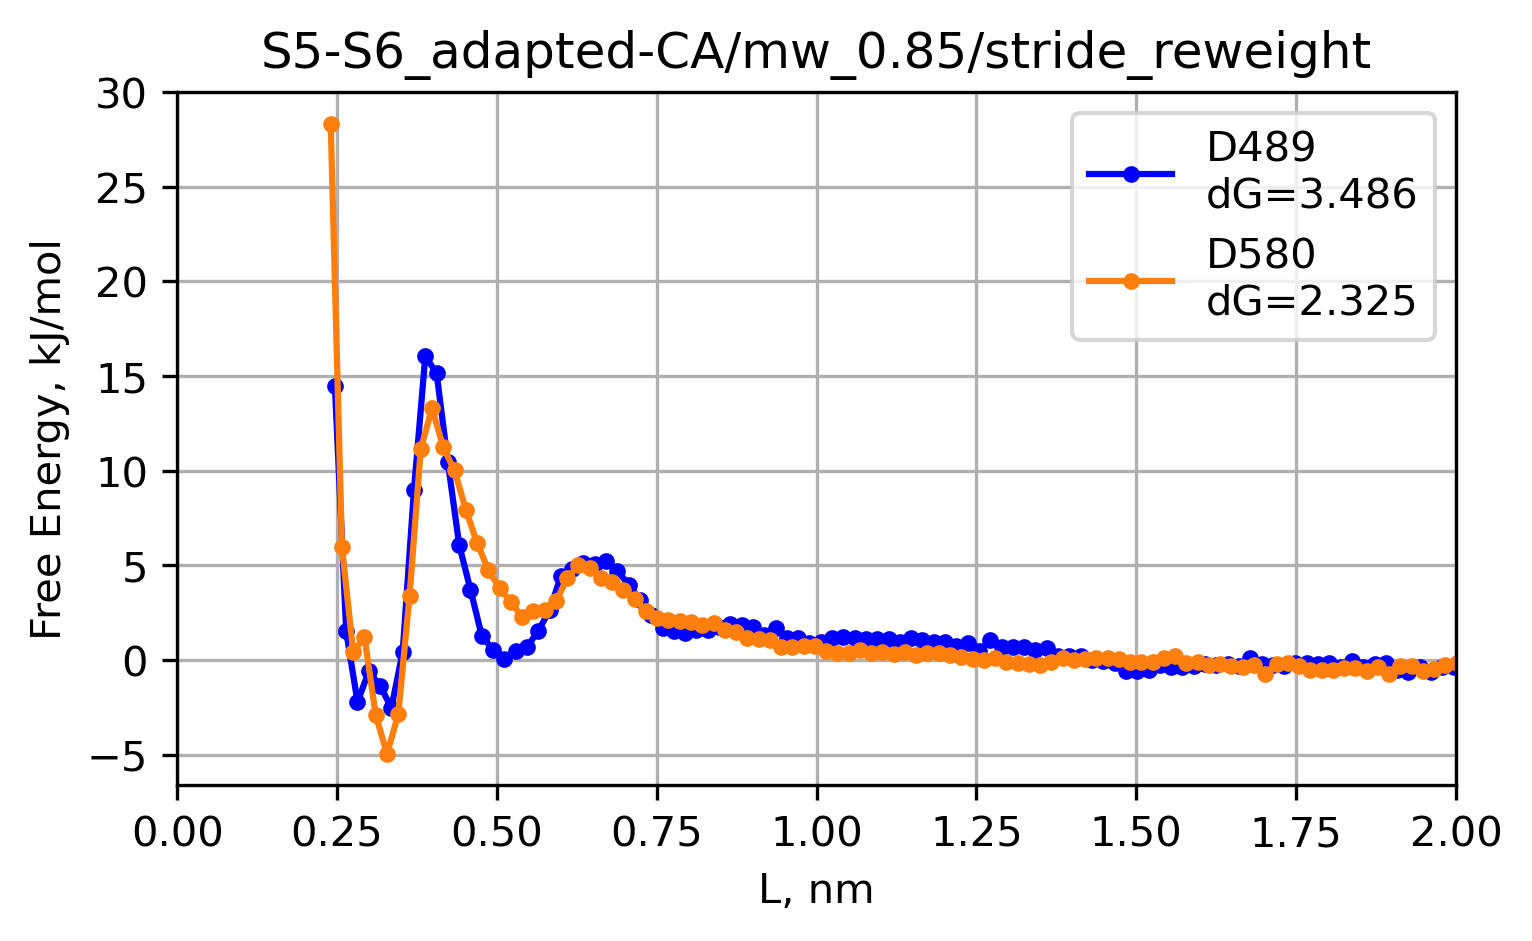 S5-S6_adapted-CA/mw_0.85/stride_reweight
30
25
20
15
10
5
0
−5
Free Energy, kJ/mol
D489
dG=3.486
D580
dG=2.325
0.00 0.25 0.50 0.75 1.00 1.25 1.50 1.75 2.00
L, nm